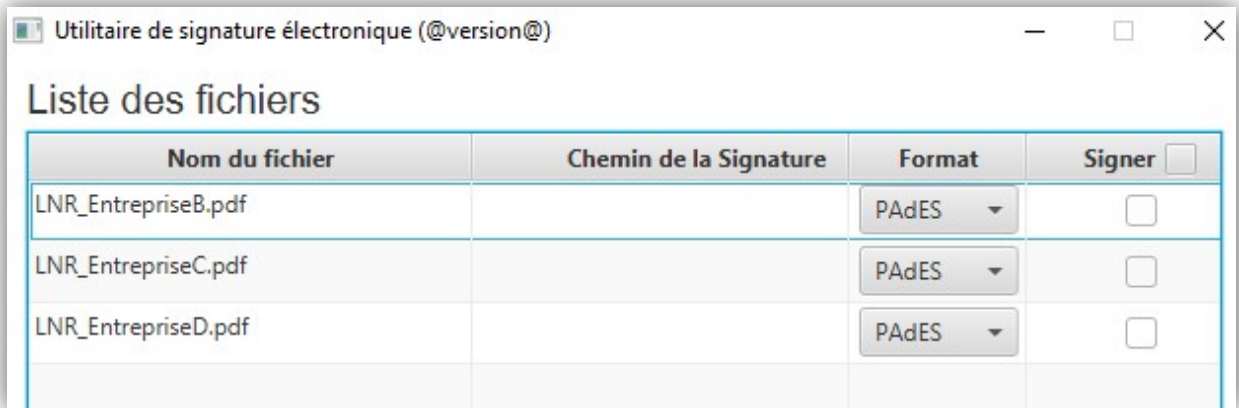 Utilitaire de signature électronique (@version@)
Liste des fichiers
Nom du fichier Chemin de la Signature Format Signer
LNR_EntrepriseB.pdf PAdES
LNR_EntrepriseC.pdf PAdES
LNR_EntrepriseD.pdf PAdES